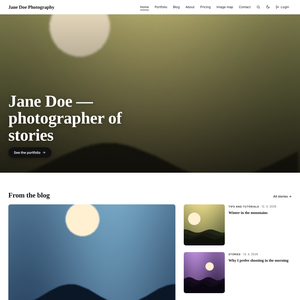 Jane Doe Photography
Home Portfolio Blog About Pricing Image map Contact Login
Jane Doe —
photographer of
stories
See the portfolio →
From the blog
All stories →
TIPS AND TUTORIALS
Winter in the mountains
STORIES
Why I prefer shooting in the morning